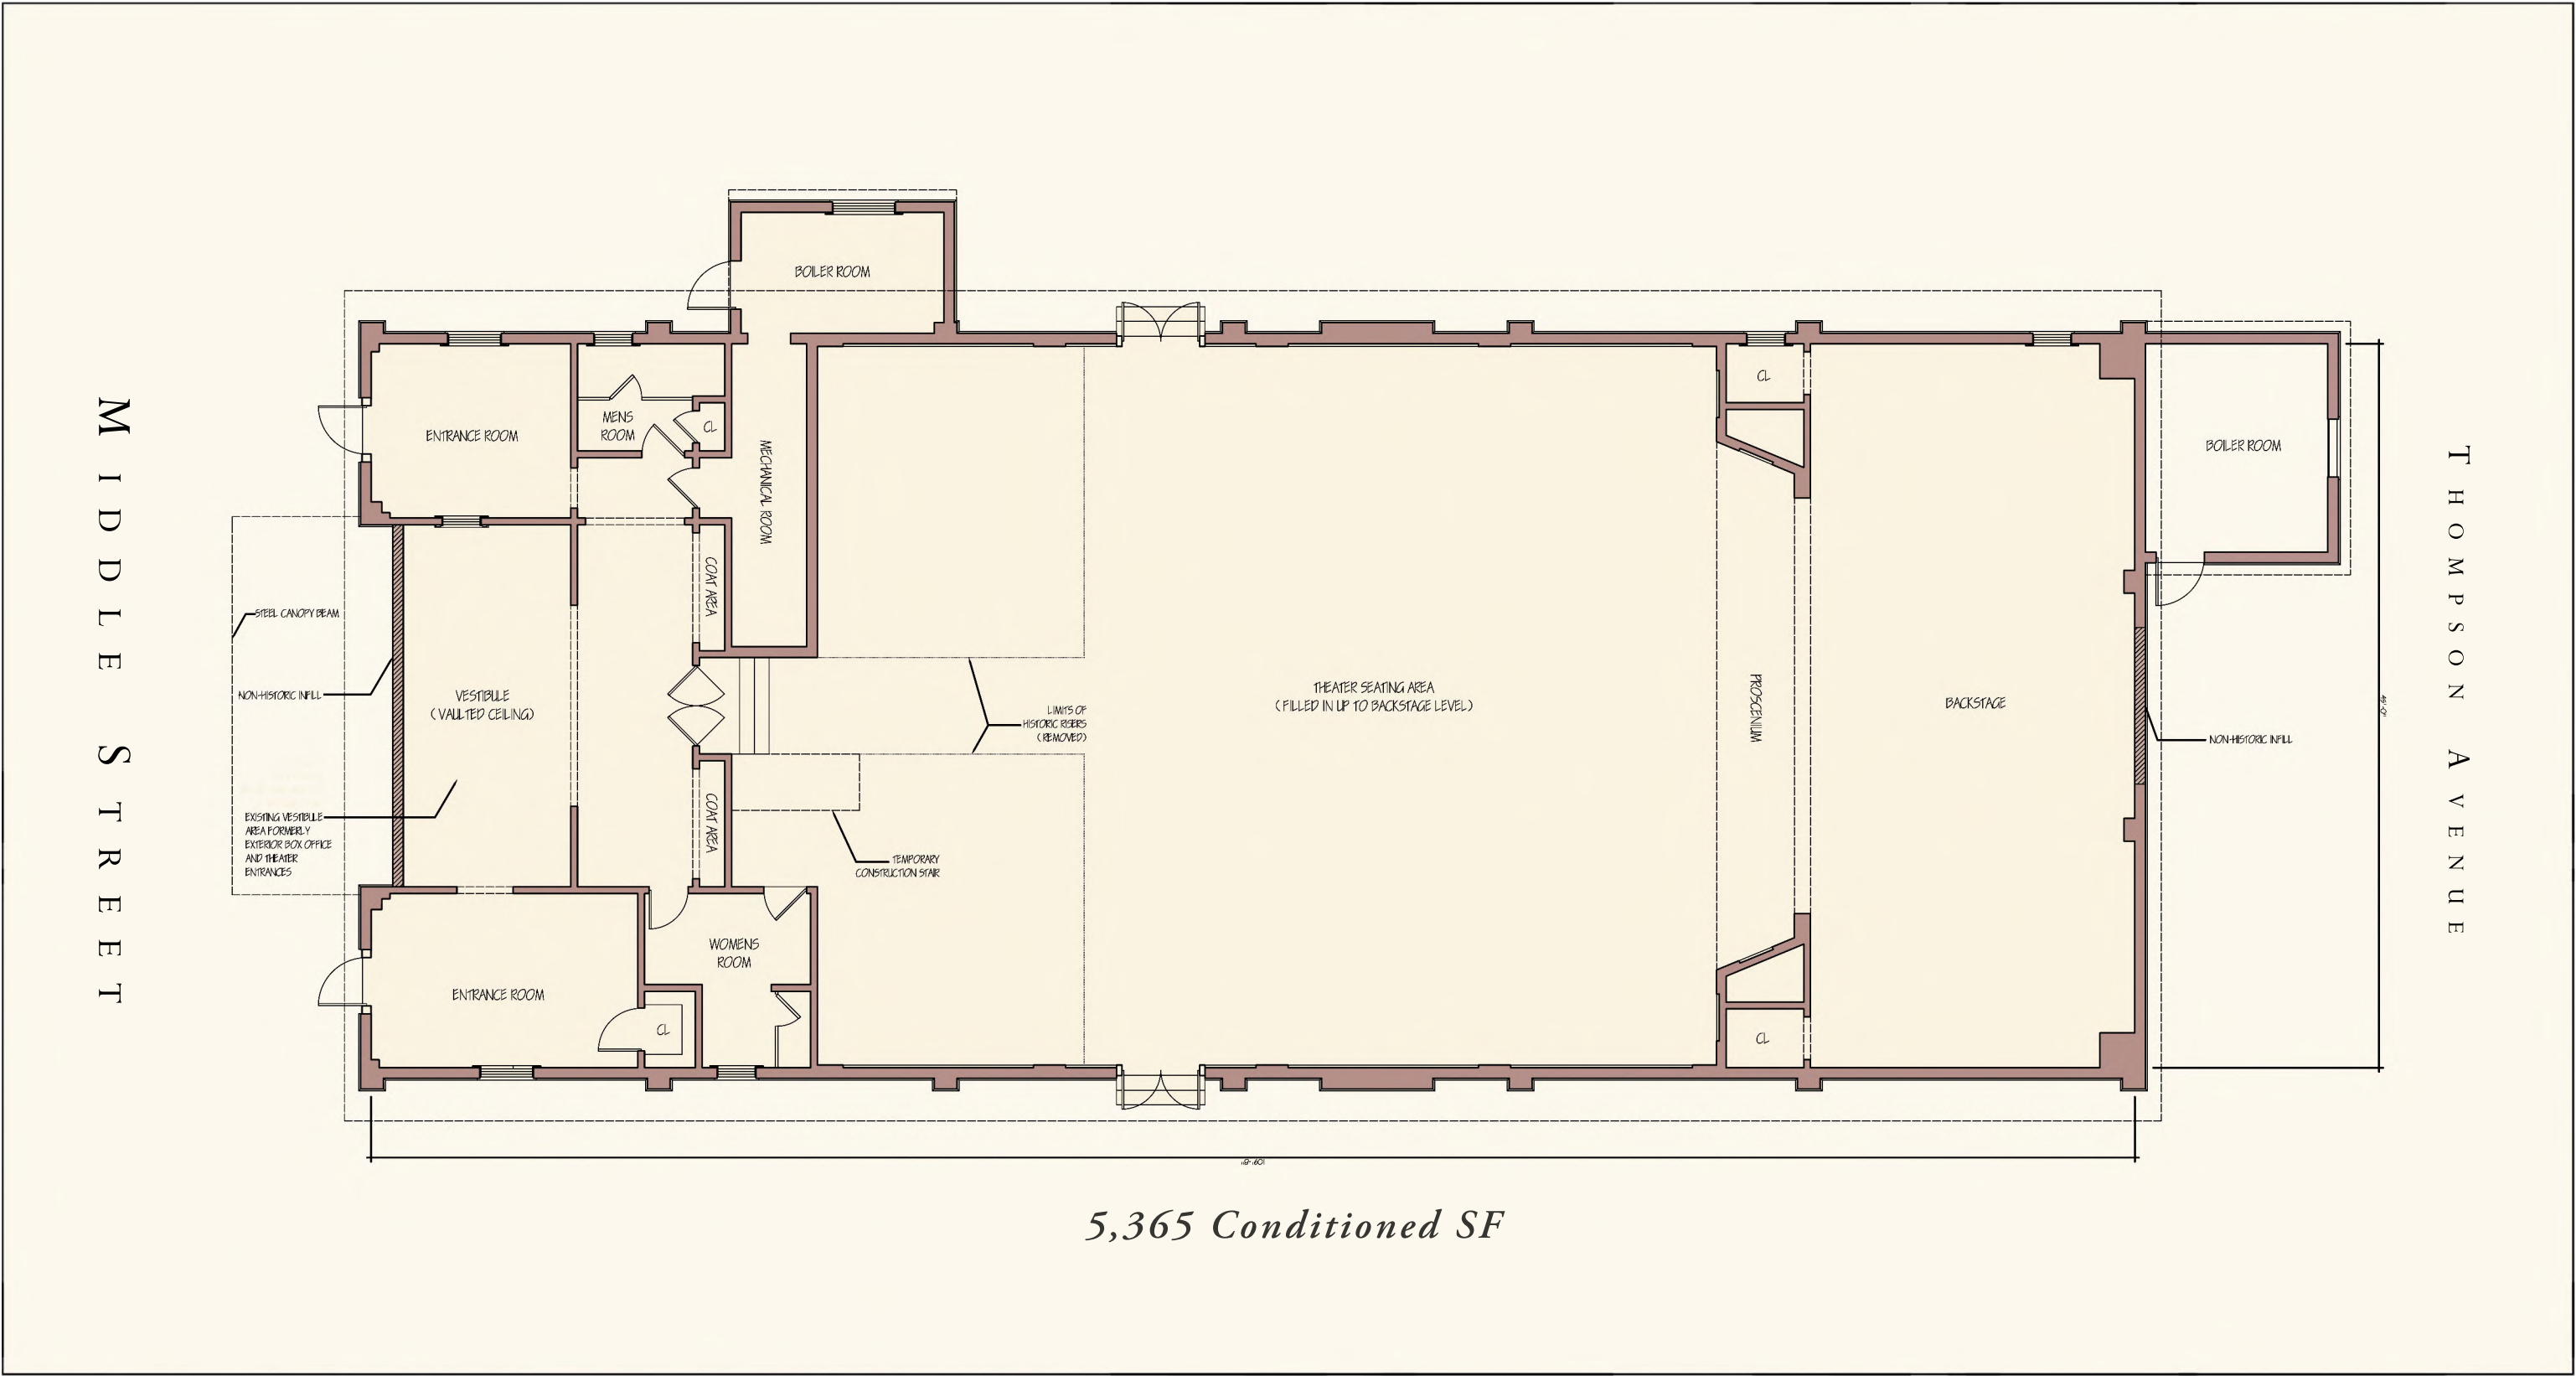 MIDDLE STREET
BOILER ROOM
ENTRANCE ROOM
MENS
ROOM
CL
MECHANICAL ROOM
COAT AREA
STEEL CANOPY BEAM
NON-HISTORIC INFILL
VESTIBULE
( VAULTED CEILING)
EXISTING VESTIBULE
AREA FORMERLY
EXTERIOR BOX OFFICE
AND THEATER
ENTRANCES
COAT AREA
LIMITS OF
HISTORIC RISERS
( REMOVED)
TEMPORARY
CONSTRUCTION STAIR
WOMENS
ROOM
ENTRANCE ROOM
CL
THEATER SEATING AREA
( FILLED IN UP TO BACKSTAGE LEVEL)
CL
PROSCENIUM
CL
BACKSTAGE
BOILER ROOM
NON-HISTORIC INFILL
THOMPSON AVENUE
109'-8"
5,365 Conditioned SF